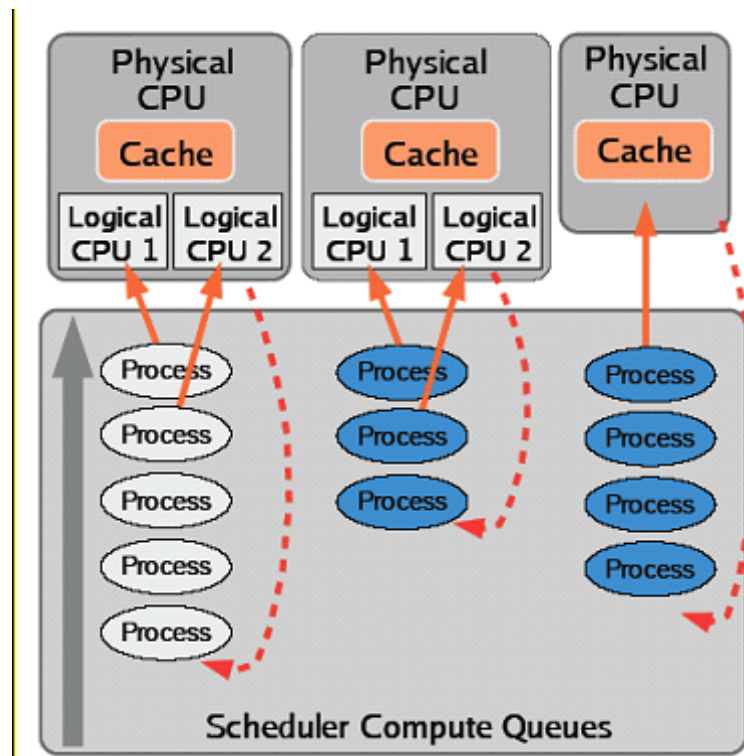 Physical
CPU
Cache
Logical
CPU 1
Logical
CPU 2
Physical
CPU
Cache
Logical
CPU 1
Logical
CPU 2
Physical
CPU
Cache
Process
Process
Process
Process
Process
Process
Process
Process
Process
Process
Process
Process
Scheduler Compute Queues